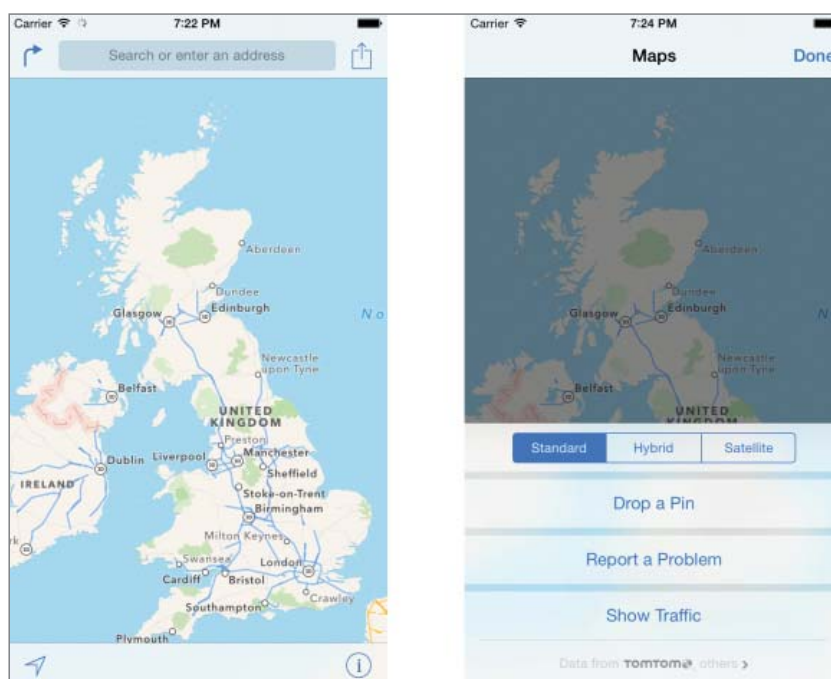 Carrier 7:22 PM
Search or enter an address
Aberdeen
Dundee
Glasgow Edinburgh
No
Newcastle
upon Tyne
Belfast
UNITED
KINGDOM
Preston
Dublin Liverpool Manchester
Sheffield
IRELAND
Stoke-on-Trent
Birmingham
Milton Keynes
rk
Swansea London
Cardiff Bristol
Crawley
Southampton
Plymouth
Carrier 7:24 PM
Maps Done
Aberdeen
Dundee
Glasgow Edinburgh
N
Newcastle
upon Tyne
Belfast
UNITED
KINGDOM
Standard Hybrid Satellite
Drop a Pin
Report a Problem
Show Traffic
Data from TOMTOM, others >